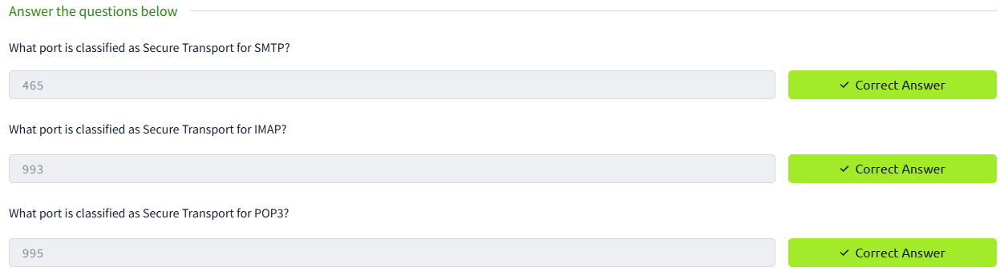 Answer the questions below
What port is classified as Secure Transport for SMTP?
465
Correct Answer
What port is classified as Secure Transport for IMAP?
993
Correct Answer
What port is classified as Secure Transport for POP3?
995
Correct Answer